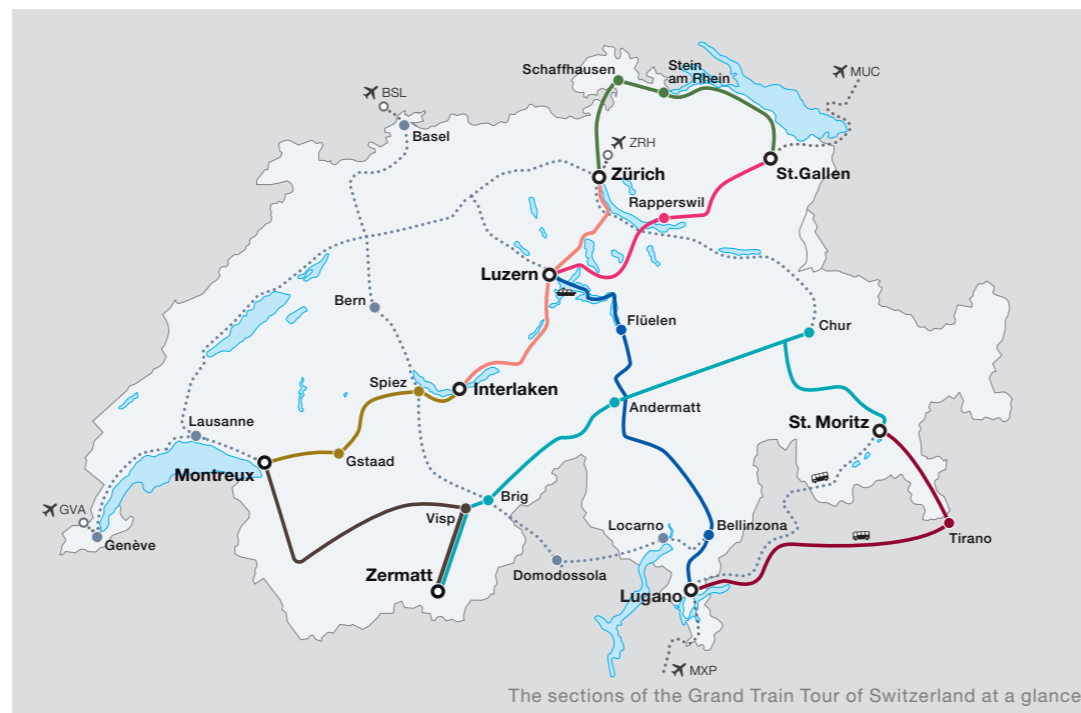 Schaffhausen
Stein
am Rhein
MUC
BSL
Basel
ZRH
Zürich
St.Gallen
Rapperswil
Luzern
Bern
Flüelen
Chur
Spiez
Interlaken
Andermatt
Lausanne
St. Moritz
Gstaad
Montreux
Brig
GVA
Visp
Locarno
Bellinzona
Genève
Tirano
Zermatt
Domodossola
Lugano
MXP
The sections of the Grand Train Tour of Switzerland at a glance